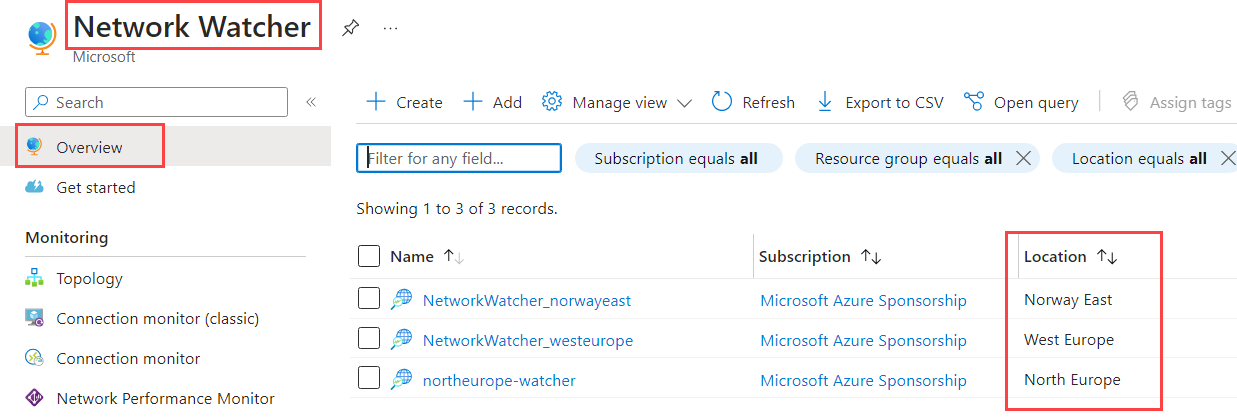 Network Watcher
Microsoft
Search
Overview
Get started
Monitoring
Topology
Connection monitor (classic)
Connection monitor
Network Performance Monitor
Create Add Manage view Refresh Export to CSV Open query Assign tags
Filter for any field... Subscription equals all Resource group equals all Location equals all
Showing 1 to 3 of 3 records.
Name Subscription Location
NetworkWatcher_norwayeast Microsoft Azure Sponsorship Norway East
NetworkWatcher_westeurope Microsoft Azure Sponsorship West Europe
northeurope-watcher Microsoft Azure Sponsorship North Europe